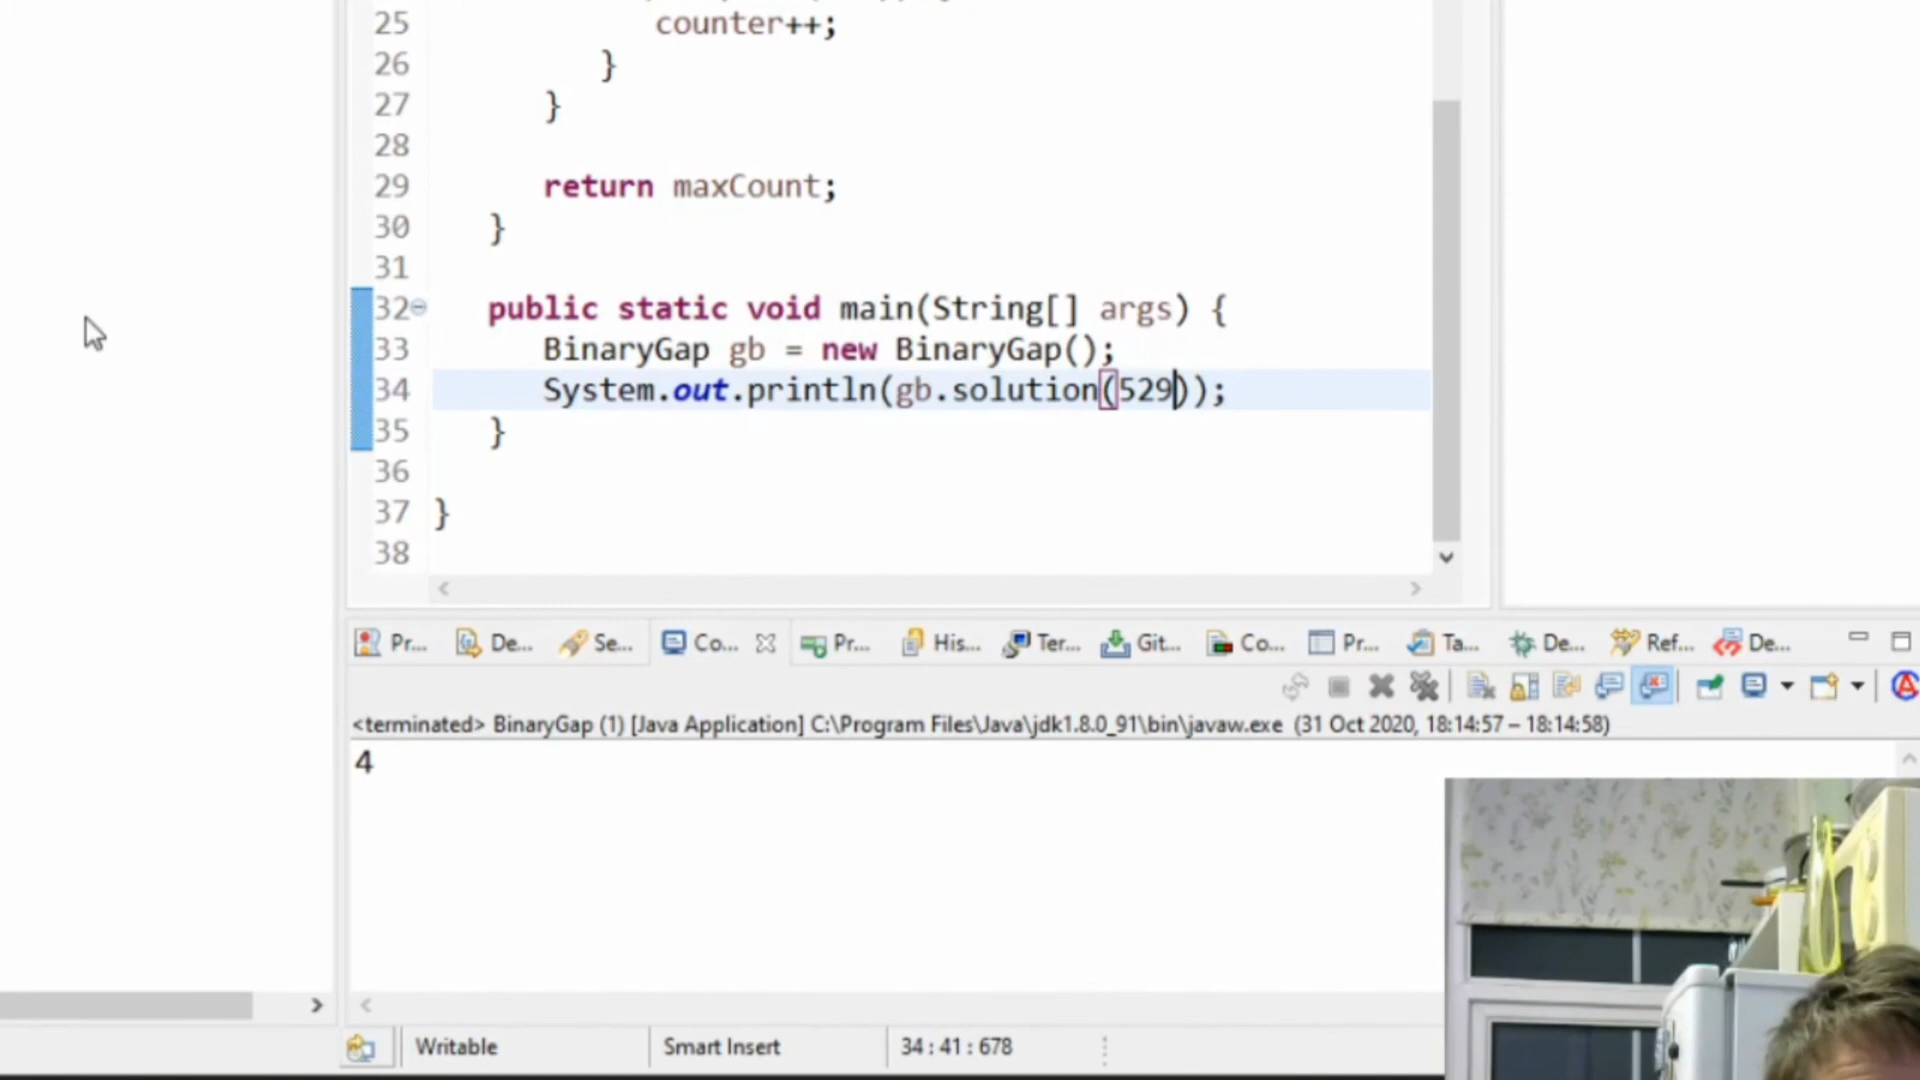 25 counter++;
26 }
27 }
28
29 return maxCount;
30 }
31
32 public static void main(String[] args) {
33 BinaryGap gb = new BinaryGap();
34 System.out.println(gb.solution(529));
35 }
36
37 }
38
Pr... De... Se... Co... Pr... His... Ter... Git... Co... Pr... Ta... De... Ref... De...
<terminated> BinaryGap (1) [Java Application] C:\Program Files\Java\jdk1.8.0_91\bin\javaw.exe (31 Oct 2020, 18:14:57 – 18:14:58)
4
Writable Smart Insert 34 : 41 : 678